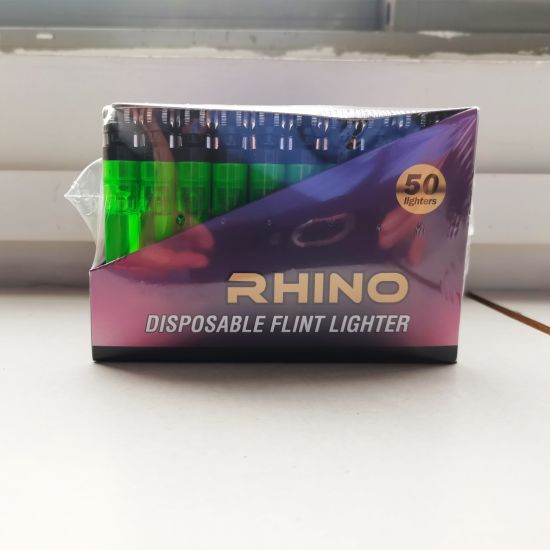 50
lighters
RHINO
DISPOSABLE FLINT LIGHTER